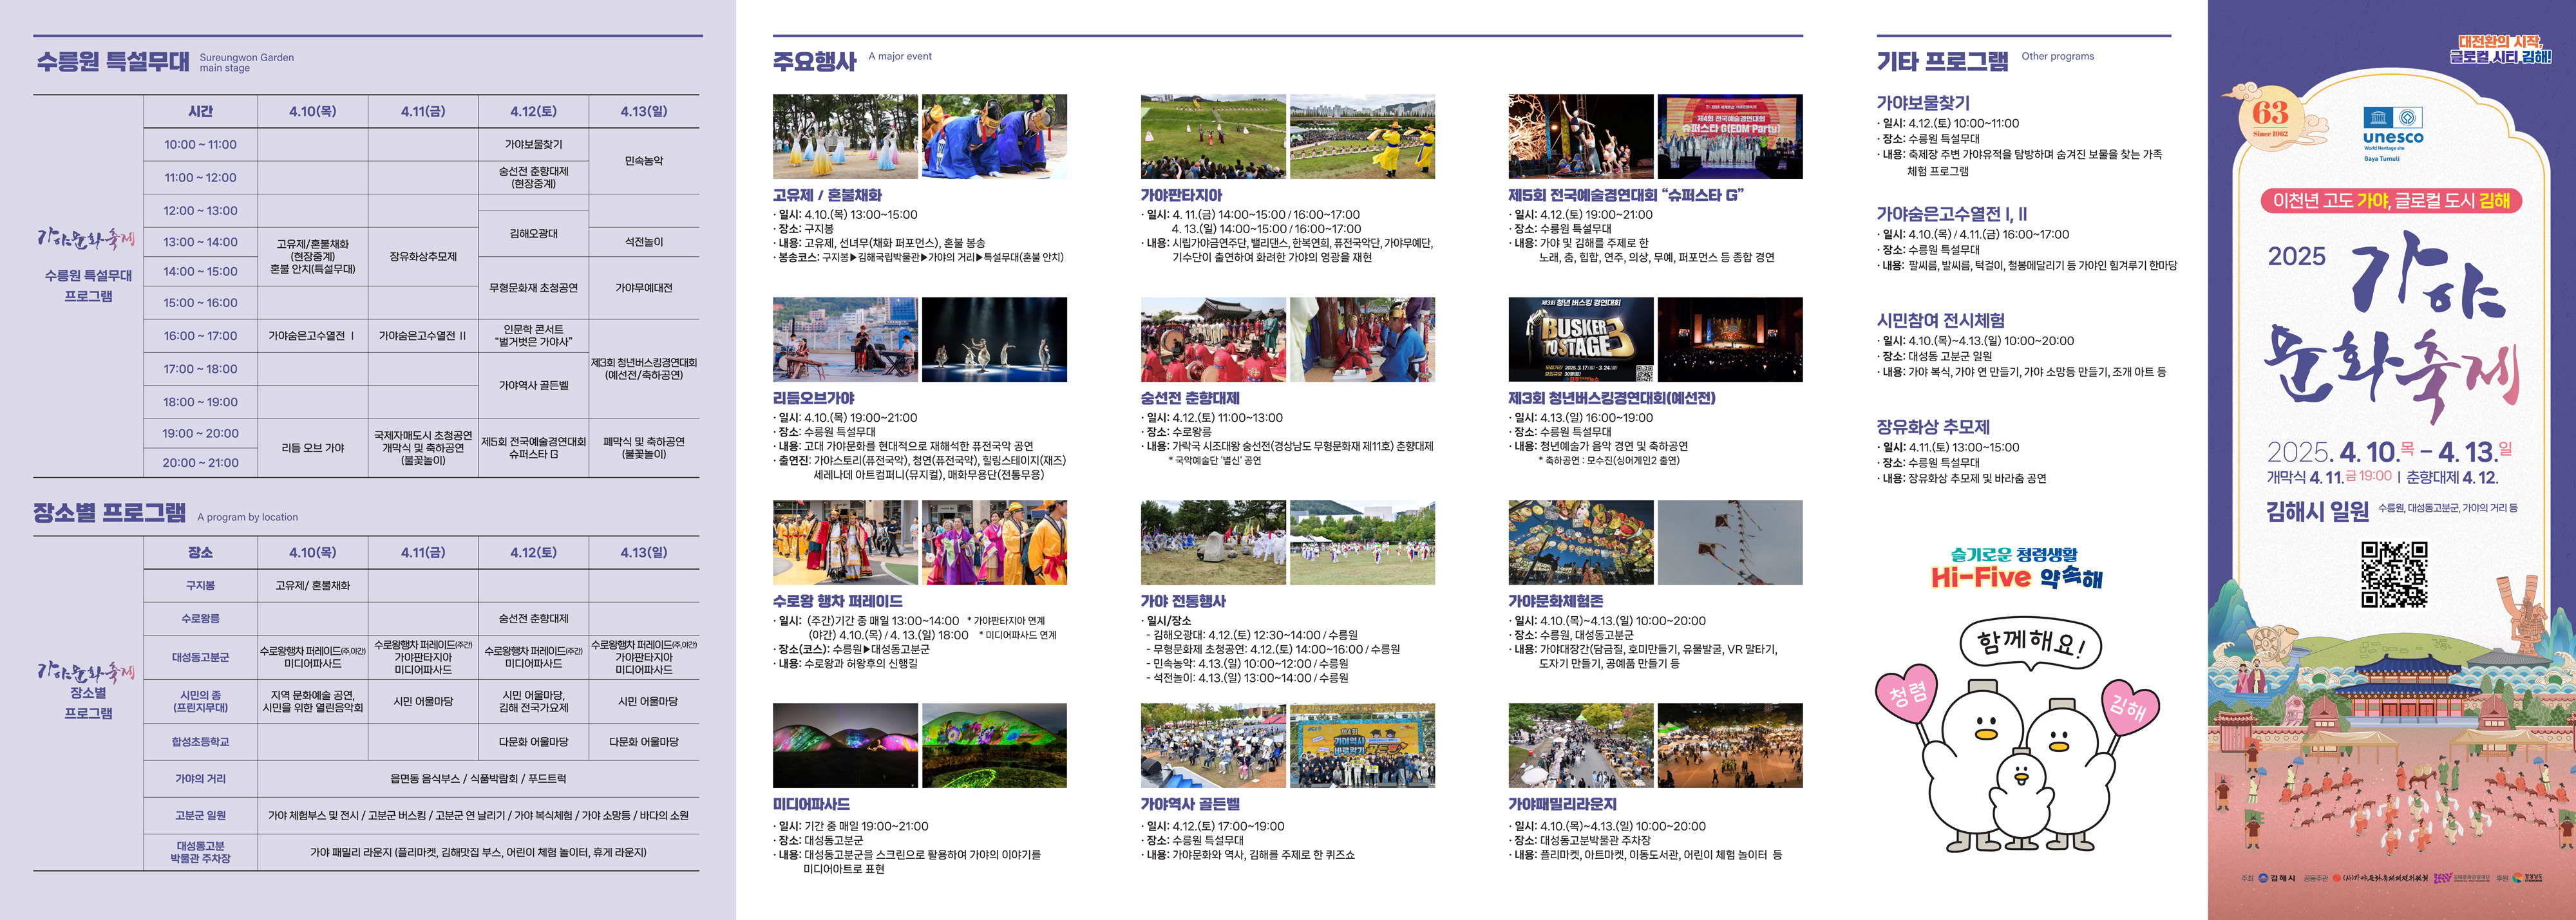 수릉원 특설무대
Sureungwon Garden
main stage
시간 4.10(목) 4.11(금) 4.12(토) 4.13(일)
가야문화축제
수릉원 특설무대
프로그램
10:00 ~ 11:00 가야보물찾기
민속농악
11:00 ~ 12:00 숭선전 춘향대제
(현장중계)
12:00 ~ 13:00
김해오광대
13:00 ~ 14:00 고유제/혼불채화
(현장중계)
혼불 안치(특설무대)
장유화상추모제
석전놀이
14:00 ~ 15:00
무형문화재 초청공연
가야무예대전
15:00 ~ 16:00
16:00 ~ 17:00 가야숨은고수열전 Ⅰ 가야숨은고수열전 Ⅱ 인문학 콘서트
“벌거벗은 가야사”
제3회 청년버스킹경연대회
(예선전/축하공연)
17:00 ~ 18:00
가야역사 골든벨
18:00 ~ 19:00
19:00 ~ 20:00
20:00 ~ 21:00
리듬 오브 가야
국제자매도시 초청공연
개막식 및 축하공연
(불꽃놀이)
제5회 전국예술경연대회
슈퍼스타 G
폐막식 및 축하공연
(불꽃놀이)
장소별 프로그램
A program by location
장소 4.10(목) 4.11(금) 4.12(토) 4.13(일)
가야문화축제
장소별
프로그램
구지봉 고유제/ 혼불채화
수로왕릉 숭선전 춘향대제
대성동고분군
수로왕행차 퍼레이드(주,야간)
미디어파사드
수로왕행차 퍼레이드(주간)
가야판타지아
미디어파사드
수로왕행차 퍼레이드(주간)
미디어파사드
수로왕행차 퍼레이드(주,야간)
가야판타지아
미디어파사드
시민의 종
(프린지무대)
지역 문화예술 공연,
시민을 위한 열린음악회
시민 어울마당
시민 어울마당,
김해 전국가요제
시민 어울마당
합성초등학교 다문화 어울마당 다문화 어울마당
가야의 거리 읍면동 음식부스 / 식품박람회 / 푸드트럭
고분군 일원 가야 체험부스 및 전시 / 고분군 버스킹 / 고분군 연 날리기 / 가야 복식체험 / 가야 소망등 / 바다의 소원
대성동고분
박물관 주차장
가야 패밀리 라운지 (플리마켓, 김해맛집 부스, 어린이 체험 놀이터, 휴게 라운지)
주요행사
A major event
고유제 / 혼불채화
· 일시: 4.10.(목) 13:00~15:00
· 장소: 구지봉
· 내용: 고유제, 선녀무(채화 퍼포먼스), 혼불 봉송
· 봉송코스: 구지봉▶김해국립박물관▶가야의 거리▶특설무대(혼불 안치)
가야판타지아
· 일시: 4. 11.(금) 14:00~15:00 / 16:00~17:00
4. 13.(일) 14:00~15:00 / 16:00~17:00
· 내용: 시립가야금연주단, 밸리댄스, 한복연희, 퓨전국악단, 가야무예단,
기수단이 출연하여 화려한 가야의 영광을 재현
제4회 전국예술경연대회
슈퍼스타 G(EDM Party)
제5회 전국예술경연대회 “슈퍼스타 G”
· 일시: 4.12.(토) 19:00~21:00
· 장소: 수릉원 특설무대
· 내용: 가야 및 김해를 주제로 한
노래, 춤, 힙합, 연주, 의상, 무예, 퍼포먼스 등 종합 경연
리듬오브가야
· 일시: 4.10.(목) 19:00~21:00
· 장소: 수릉원 특설무대
· 내용: 고대 가야문화를 현대적으로 재해석한 퓨전국악 공연
· 출연진: 가야스토리(퓨전국악), 청연(퓨전국악), 힐링스테이지(재즈)
세레나데 아트컴퍼니(뮤지컬), 매화무용단(전통무용)
숭선전 춘향대제
· 일시: 4.12.(토) 11:00~13:00
· 장소: 수로왕릉
· 내용: 가락국 시조대왕 숭선전(경상남도 무형문화재 제11호) 춘향대제
* 국악예술단 ‘별신’ 공연
제3회 청년 버스킹 경연대회
BUSKER
TO STAGE 3
2025. 3.17(월) ~ 3.24(월)
제3회 청년버스킹경연대회(예선전)
· 일시: 4.13.(일) 16:00~19:00
· 장소: 수릉원 특설무대
· 내용: 청년예술가 음악 경연 및 축하공연
* 축하공연 : 모수진(싱어게인2 출연)
수로왕 행차 퍼레이드
· 일시: (주간)기간 중 매일 13:00~14:00 * 가야판타지아 연계
(야간) 4.10.(목) / 4. 13.(일) 18:00 * 미디어파사드 연계
· 장소(코스): 수릉원▶대성동고분군
· 내용: 수로왕과 허왕후의 신행길
가야 전통행사
· 일시/장소
- 김해오광대: 4.12.(토) 12:30~14:00 / 수릉원
- 무형문화재 초청공연: 4.12.(토) 14:00~16:00 / 수릉원
- 민속농악: 4.13.(일) 10:00~12:00 / 수릉원
- 석전놀이: 4.13.(일) 13:00~14:00 / 수릉원
가야문화체험존
· 일시: 4.10.(목)~4.13.(일) 10:00~20:00
· 장소: 수릉원, 대성동고분군
· 내용: 가야대장간(담금질, 호미만들기, 유물발굴, VR 말타기,
도자기 만들기, 공예품 만들기 등
미디어파사드
· 일시: 기간 중 매일 19:00~21:00
· 장소: 대성동고분군
· 내용: 대성동고분군을 스크린으로 활용하여 가야의 이야기를
미디어아트로 표현
가야역사 골든벨
· 일시: 4.12.(토) 17:00~19:00
· 장소: 수릉원 특설무대
· 내용: 가야문화와 역사, 김해를 주제로 한 퀴즈쇼
가야패밀리라운지
· 일시: 4.10.(목)~4.13.(일) 10:00~20:00
· 장소: 대성동고분박물관 주차장
· 내용: 플리마켓, 아트마켓, 이동도서관, 어린이 체험 놀이터 등
기타 프로그램
Other programs
가야보물찾기
· 일시: 4.12.(토) 10:00~11:00
· 장소: 수릉원 특설무대
· 내용: 축제장 주변 가야유적을 탐방하며 숨겨진 보물을 찾는 가족
체험 프로그램
가야숨은고수열전 Ⅰ, Ⅱ
· 일시: 4.10.(목) / 4.11.(금) 16:00~17:00
· 장소: 수릉원 특설무대
· 내용: 팔씨름, 발씨름, 턱걸이, 철봉메달리기 등 가야인 힘겨루기 한마당
시민참여 전시체험
· 일시: 4.10.(목)~4.13.(일) 10:00~20:00
· 장소: 대성동 고분군 일원
· 내용: 가야 복식, 가야 연 만들기, 가야 소망등 만들기, 조개 아트 등
장유화상 추모제
· 일시: 4.11.(토) 13:00~15:00
· 장소: 수릉원 특설무대
· 내용: 장유화상 추모제 및 바라춤 공연
슬기로운 청렴생활
Hi-Five 약속해
함께해요!
청렴
김해
대전환의 시작,
글로컬 시티 김해!
63
Since 1962
unesco
World Heritage site
Gaya Tumuli
이천년 고도 가야, 글로컬 도시 김해
2025
가야
문화축제
2025. 4. 10. 목 – 4. 13. 일
개막식 4. 11. 금 19:00 | 춘향대제 4. 12.
김해시 일원 수릉원, 대성동고분군, 가야의 거리 등
주최 김해시 공동주관 (사)가야문화축제제전위원회 김해문화관광재단 후원 경상남도